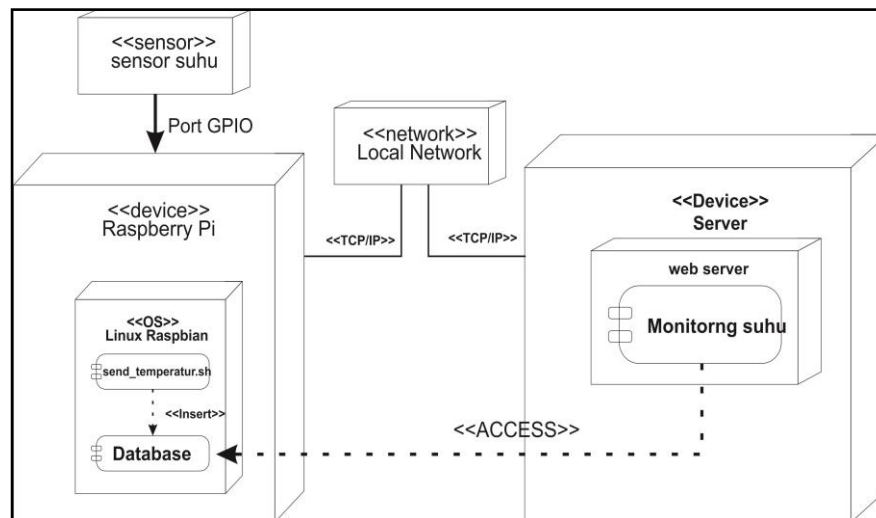 <<sensor>>
sensor suhu
Port GPIO
<<network>>
Local Network
<<device>>
Raspberry Pi
<<TCP/IP>>
<<TCP/IP>>
<<Device>>
Server
web server
Monitorng suhu
<<OS>>
Linux Raspbian
send_temperatur.sh
<<Insert>>
Database
<<ACCESS>>